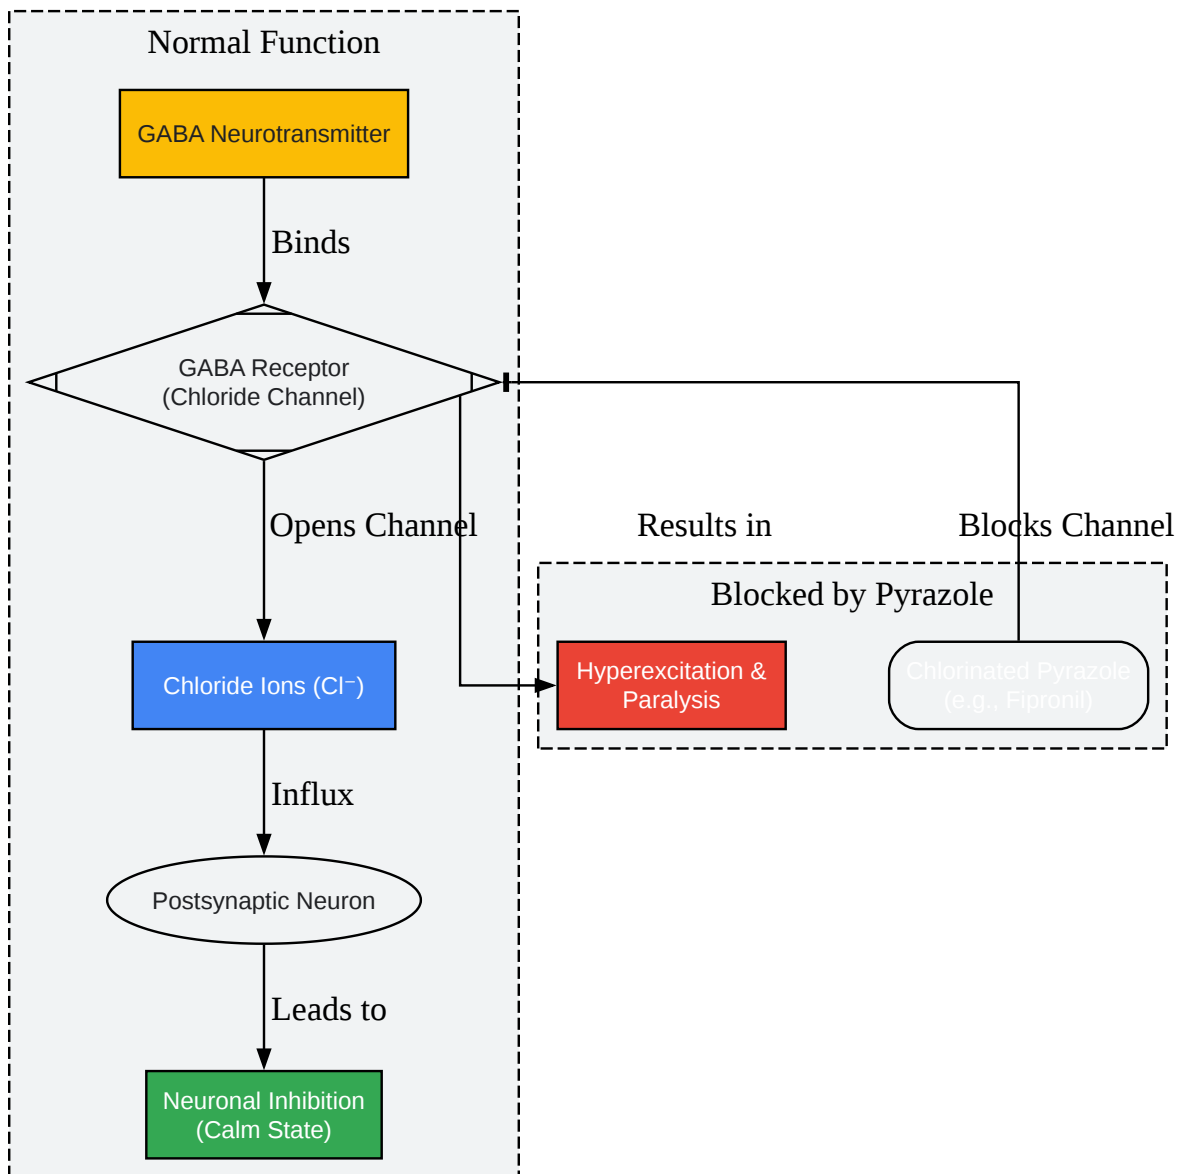 Normal Function
GABA Neurotransmitter
Binds
GABA Receptor
(Chloride Channel)
Opens Channel
Results in
Blocks Channel
Blocked by Pyrazole
Chloride Ions (Cl⁻)
Hyperexcitation &
Paralysis
Chlorinated Pyrazole
(e.g., Fipronil)
Influx
Postsynaptic Neuron
Leads to
Neuronal Inhibition
(Calm State)